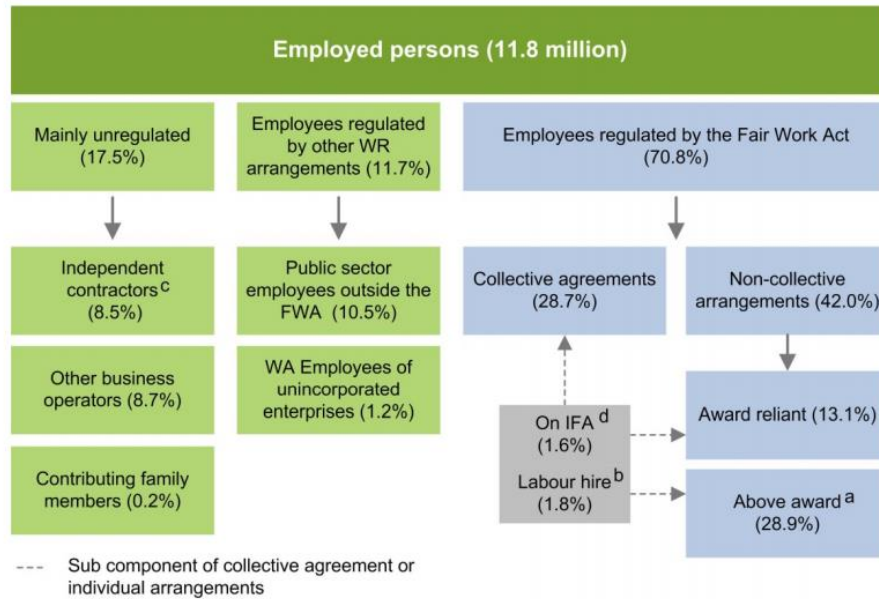 Employed persons (11.8 million)
Mainly unregulated
(17.5%)
Employees regulated
by other WR
arrangements (11.7%)
Employees regulated by the Fair Work Act
(70.8%)
Independent
contractors c
(8.5%)
Public sector
employees outside the
FWA (10.5%)
Collective agreements
(28.7%)
Non-collective
arrangements (42.0%)
Other business
operators (8.7%)
WA Employees of
unincorporated
enterprises (1.2%)
On IFA d
(1.6%)
Labour hire b
(1.8%)
Award reliant (13.1%)
Contributing family
members (0.2%)
Above award a
(28.9%)
Sub component of collective agreement or
individual arrangements